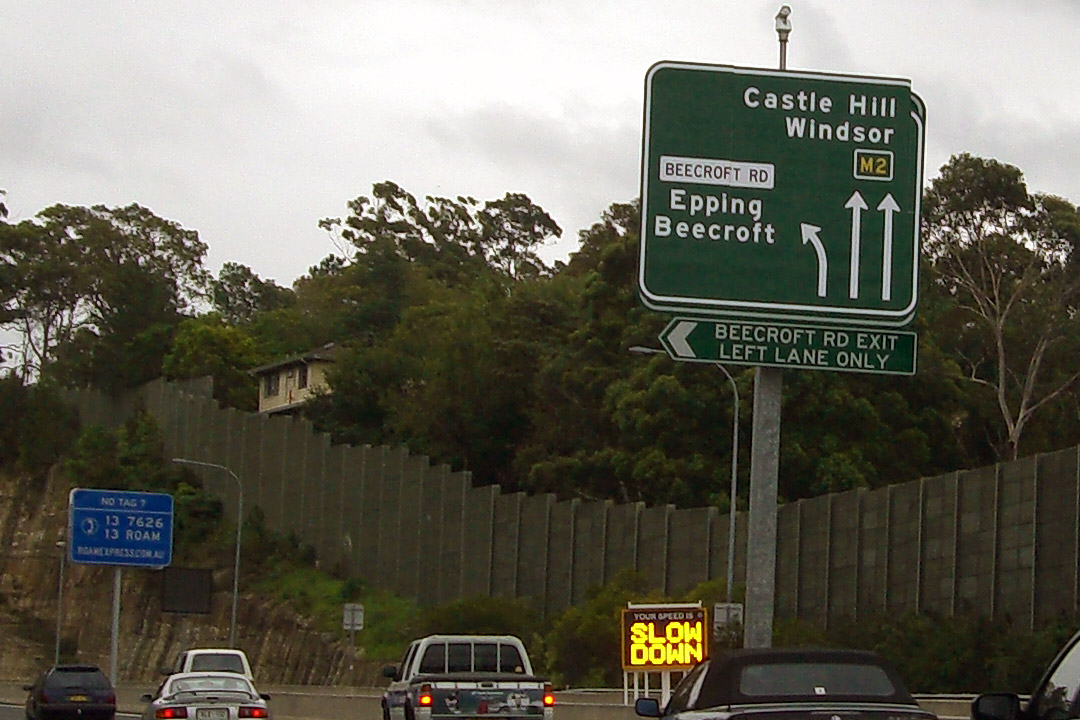 Castle Hill
Windsor
M2
BEECROFT RD
Epping
Beecroft
BEECROFT RD EXIT
LEFT LANE ONLY
NO TAG ?
13 7626
13 ROAM
ROAMEXPRESS.COM.AU
YOUR SPEED IS
SLOW
DOWN